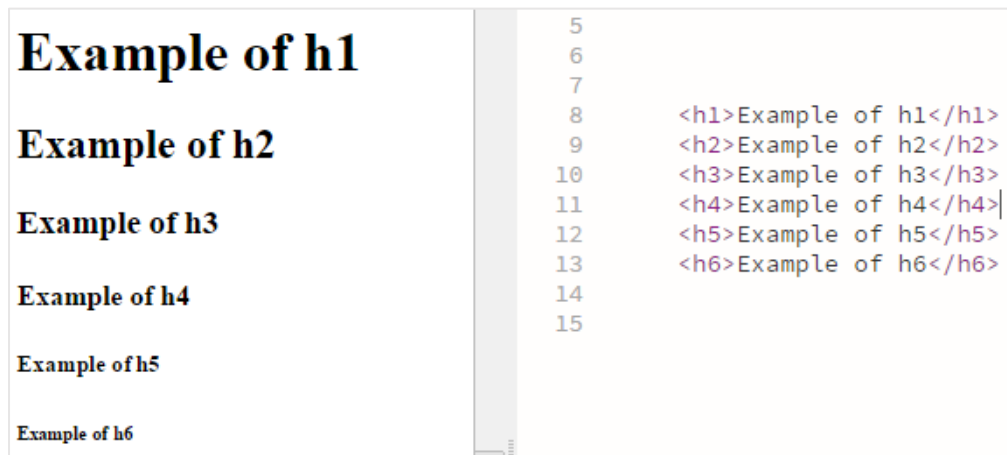 Example of h1
Example of h2
Example of h3
Example of h4
Example of h5
Example of h6
5
6
7
8 <h1>Example of h1</h1>
9 <h2>Example of h2</h2>
10 <h3>Example of h3</h3>
11 <h4>Example of h4</h4>
12 <h5>Example of h5</h5>
13 <h6>Example of h6</h6>
14
15